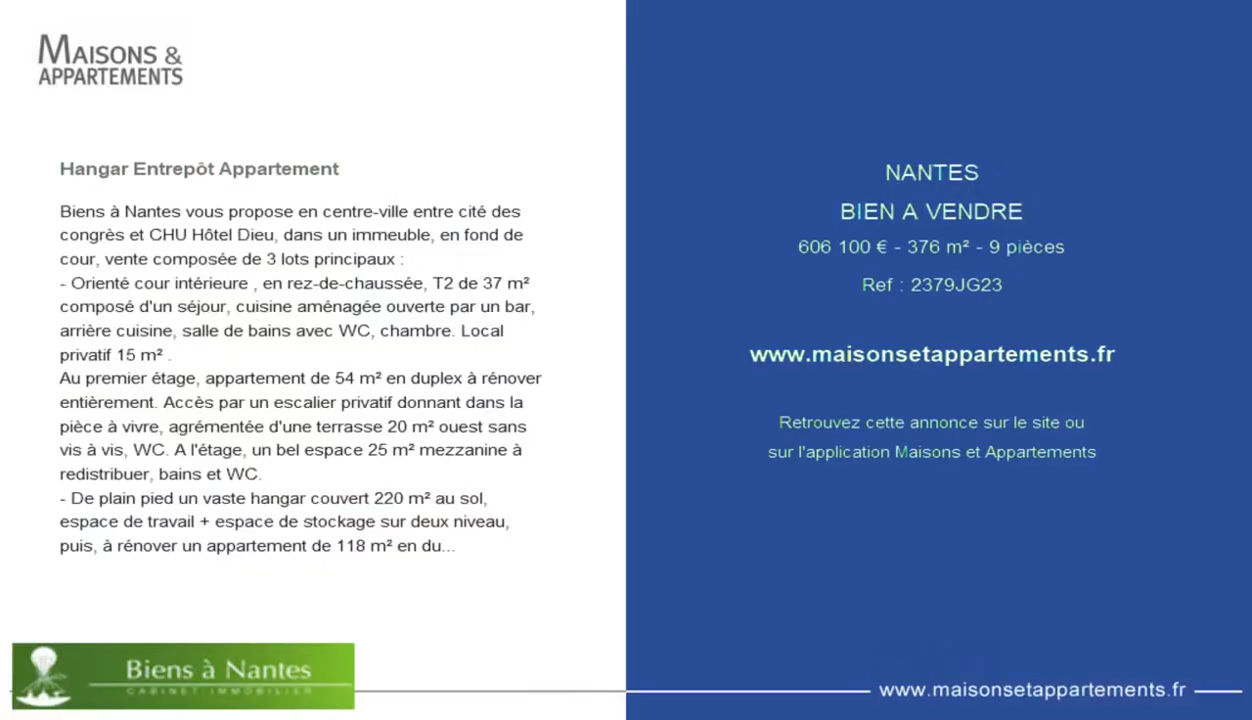 MAISONS &
APPARTEMENTS
Hangar Entrepôt Appartement
Biens à Nantes vous propose en centre-ville entre cité des
congrès et CHU Hôtel Dieu, dans un immeuble, en fond de
cour, vente composée de 3 lots principaux :
- Orienté cour intérieure , en rez-de-chaussée, T2 de 37 m²
composé d'un séjour, cuisine aménagée ouverte par un bar,
arrière cuisine, salle de bains avec WC, chambre. Local
privatif 15 m² .
Au premier étage, appartement de 54 m² en duplex à rénover
entièrement. Accès par un escalier privatif donnant dans la
pièce à vivre, agrémentée d'une terrasse 20 m² ouest sans
vis à vis, WC. A l'étage, un bel espace 25 m² mezzanine à
redistribuer, bains et WC.
- De plain pied un vaste hangar couvert 220 m² au sol,
espace de travail + espace de stockage sur deux niveau,
puis, à rénover un appartement de 118 m² en du...
NANTES
BIEN A VENDRE
606 100 € - 376 m² - 9 pièces
Ref : 2379JG23
www.maisonsetappartements.fr
Retrouvez cette annonce sur le site ou
sur l'application Maisons et Appartements
Biens à Nantes
CABINET IMMOBILIER
www.maisonsetappartements.fr